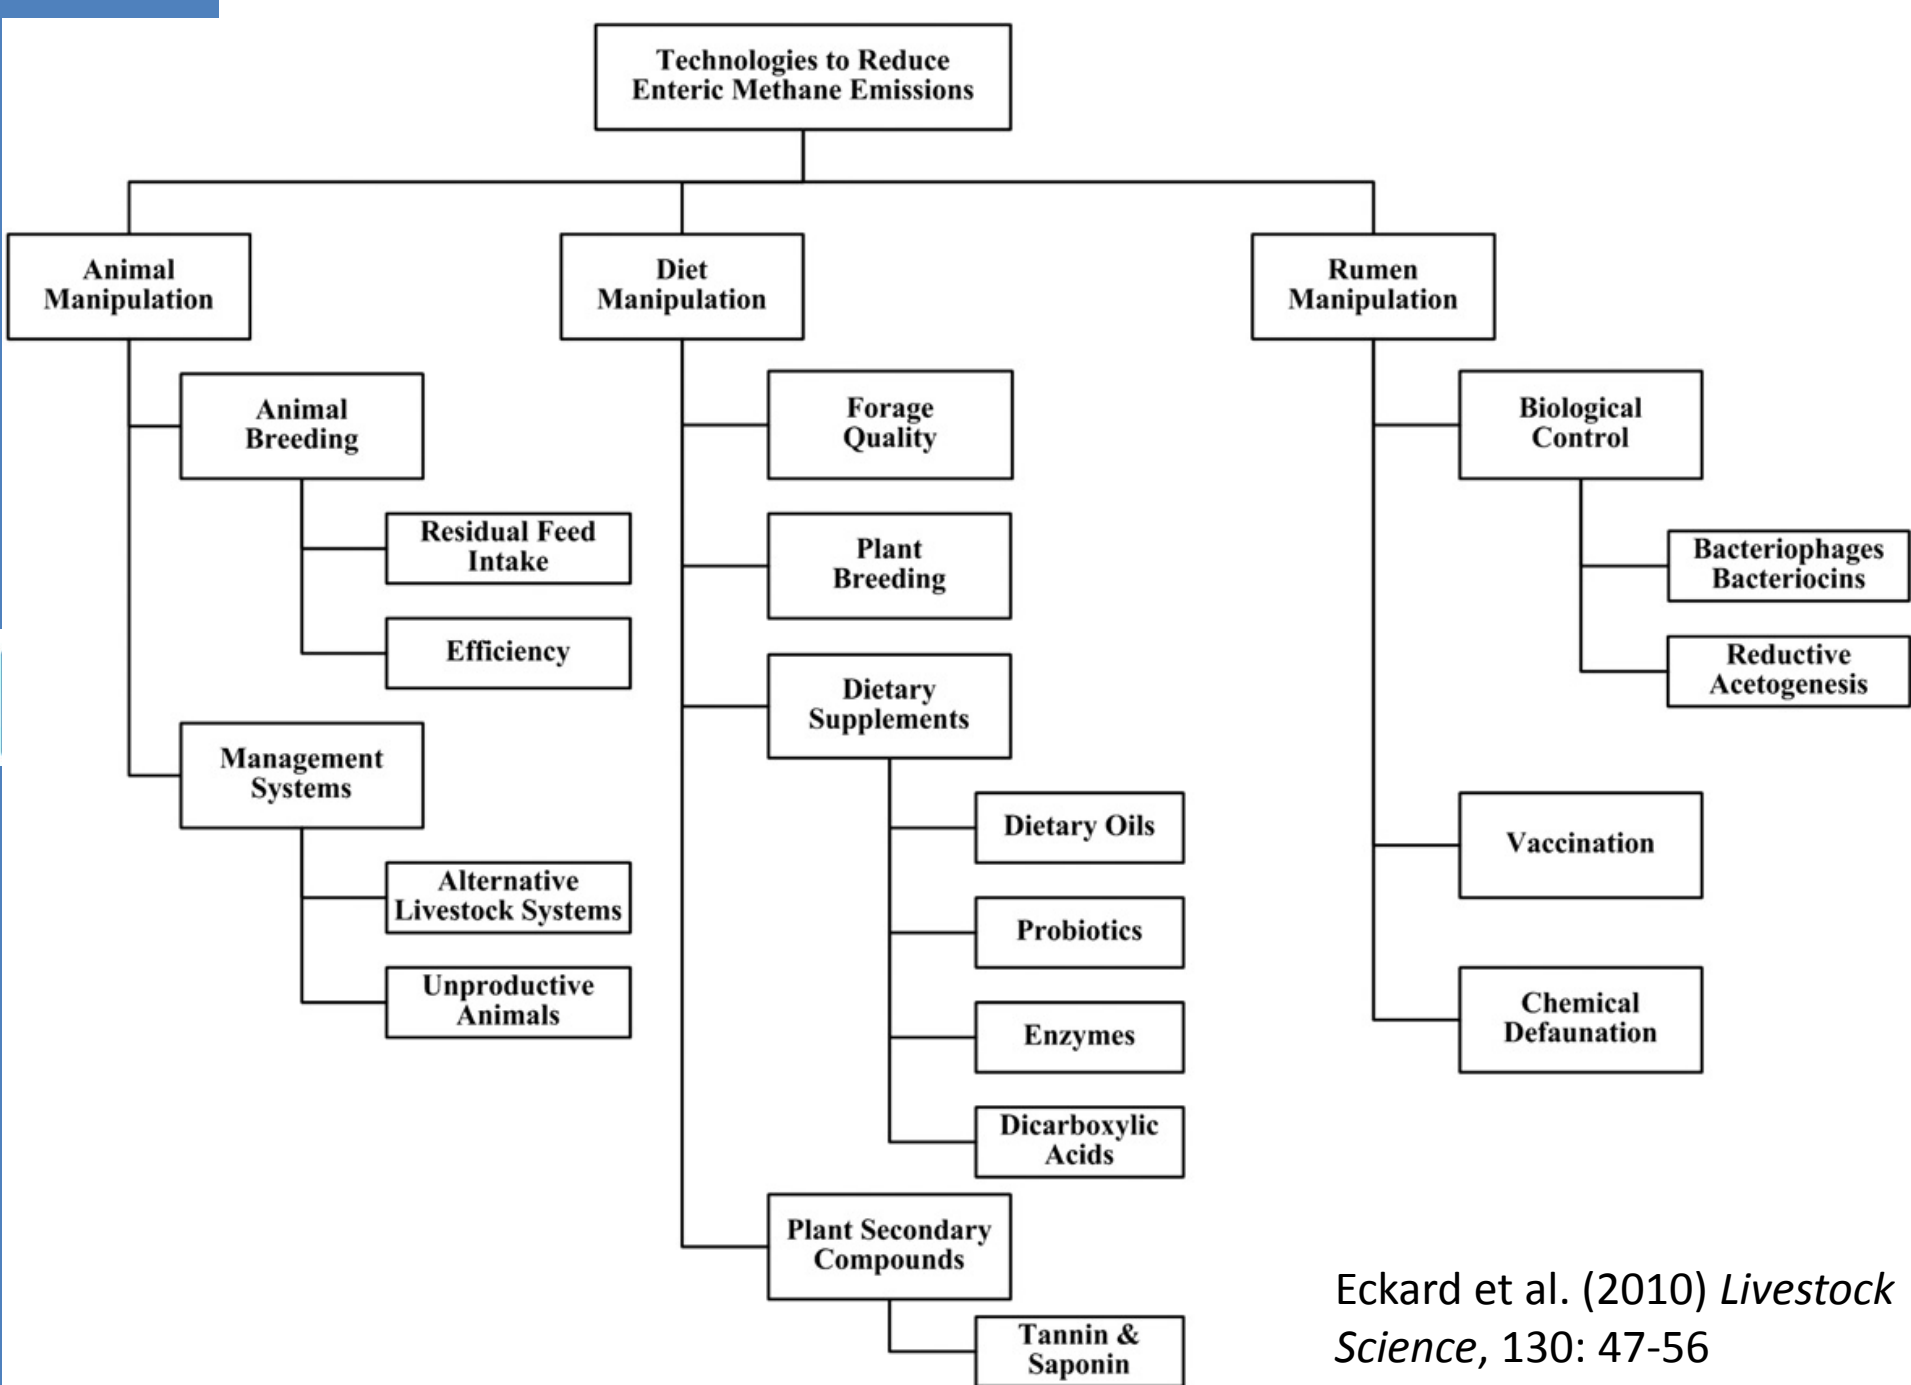 Technologies to Reduce
Enteric Methane Emissions
Animal
Manipulation
Animal
Breeding
Residual Feed
Intake
Efficiency
Management
Systems
Alternative
Livestock Systems
Unproductive
Animals
Diet
Manipulation
Forage
Quality
Plant
Breeding
Dietary
Supplements
Dietary Oils
Probiotics
Enzymes
Dicarboxylic
Acids
Plant Secondary
Compounds
Tannin &
Saponin
Rumen
Manipulation
Biological
Control
Bacteriophages
Bacteriocins
Reductive
Acetogenesis
Vaccination
Chemical
Defaunation
Eckard et al. (2010) Livestock
Science, 130: 47-56